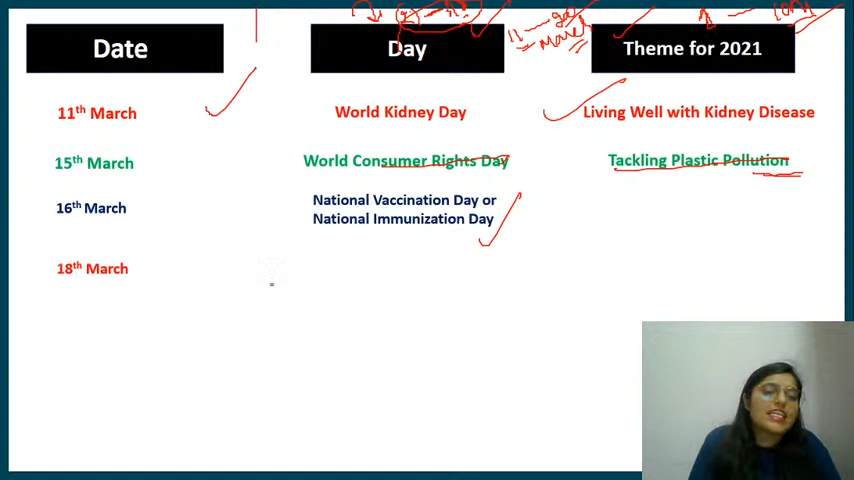 Date
Day
Theme for 2021
11th March
World Kidney Day
Living Well with Kidney Disease
15th March
World Consumer Rights Day
Tackling Plastic Pollution
16th March
National Vaccination Day or
National Immunization Day
18th March